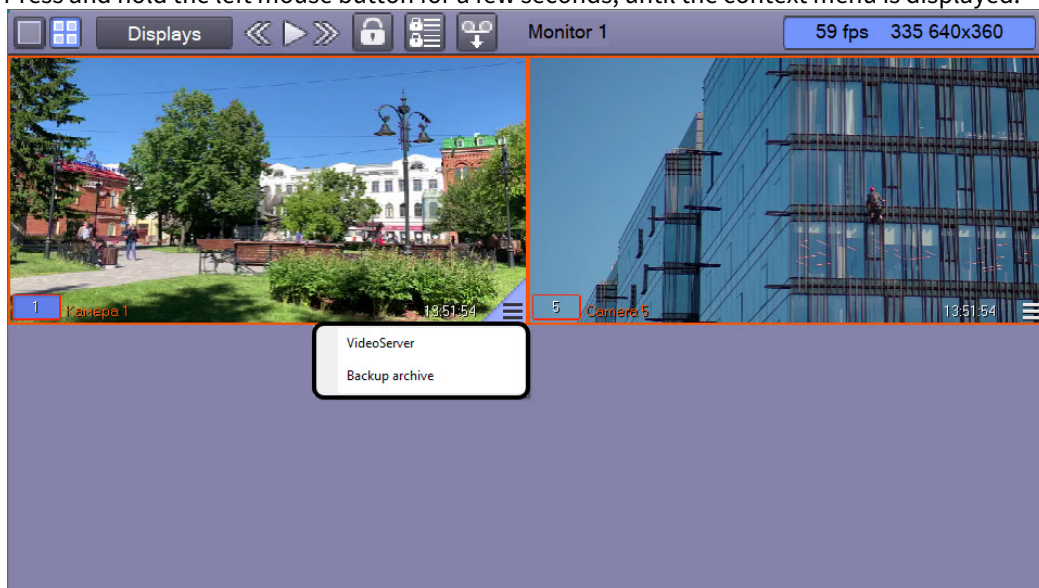 Press and hold the left mouse button for a few seconds, until the context menu is displayed.
Displays
Monitor 1
59 fps 335 640x360
1
Камера 1
13:51:54
5
Camera 5
13:51:54
VideoServer
Backup archive